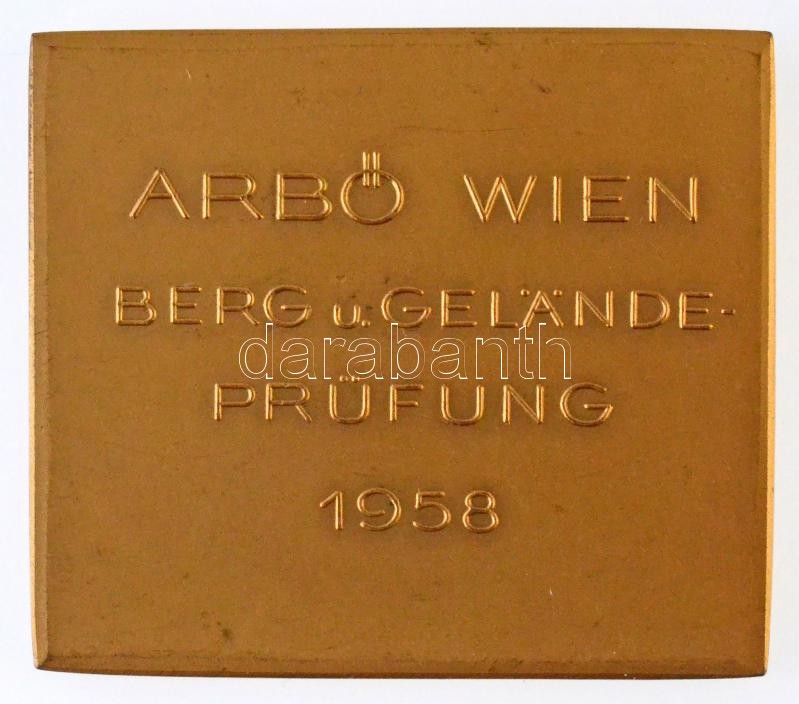 ARBÖ WIEN
BERG u. GELÄNDE-
darabanth
PRÜFUNG
1958